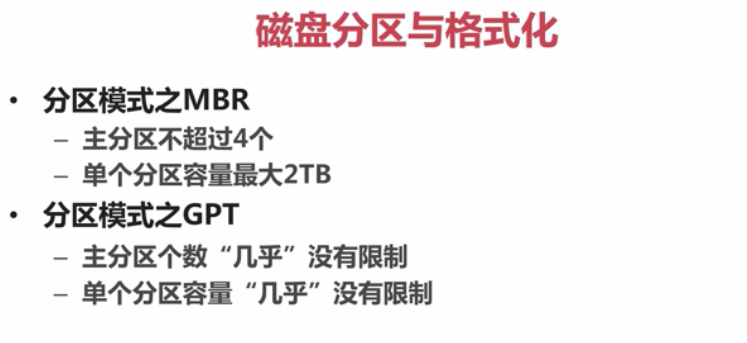 磁盘分区与格式化
• 分区模式之MBR
– 主分区不超过4个
– 单个分区容量最大2TB
• 分区模式之GPT
– 主分区个数“几乎”没有限制
– 单个分区容量“几乎”没有限制